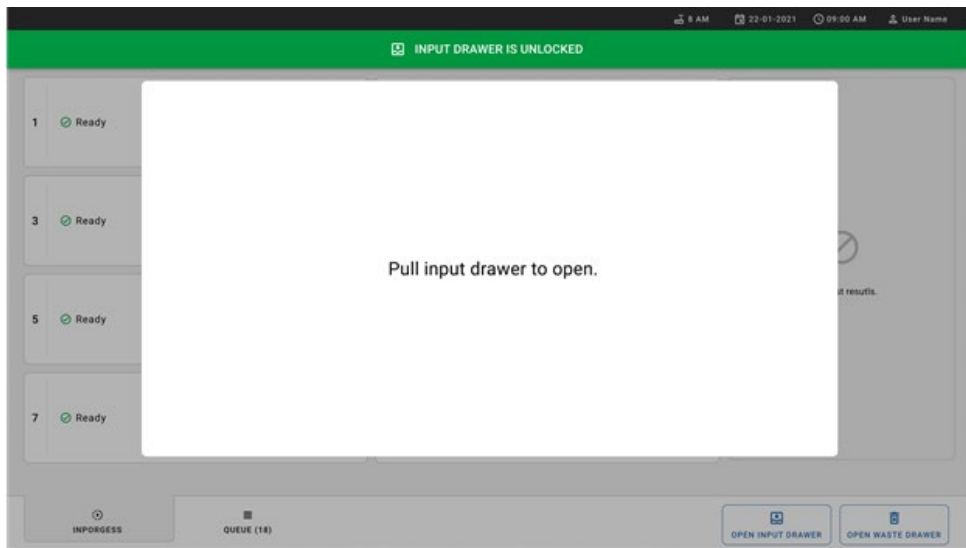 8 AM 22-01-2021 09:00 AM User Name
INPUT DRAWER IS UNLOCKED
1 Ready
3 Ready
Pull input drawer to open.
t resutls.
5 Ready
7 Ready
INPORGESS
QUEUE (18)
OPEN INPUT DRAWER
OPEN WASTE DRAWER